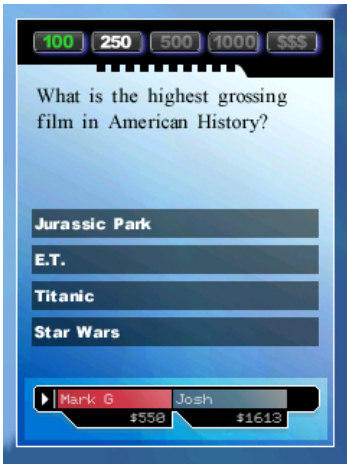 100 250 500 1000 $$$
What is the highest grossing
film in American History?
Jurassic Park
E.T.
Titanic
Star Wars
Mark G Josh
$550 $1613